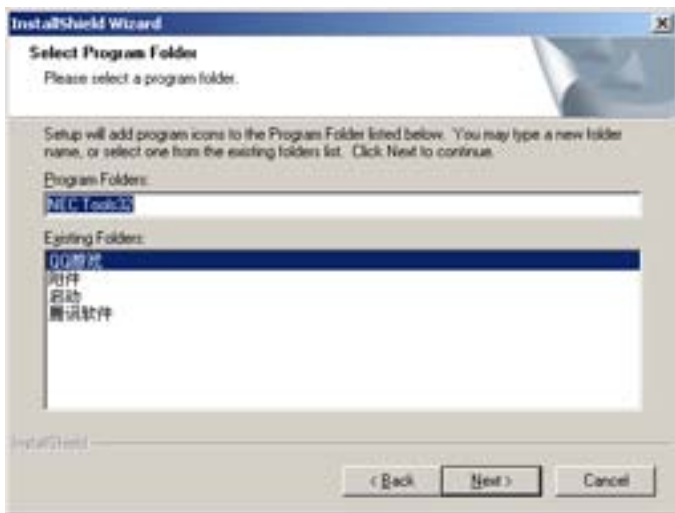 InstallShield Wizard
Select Program Folder
Please select a program folder.
Setup will add program icons to the Program Folder listed below. You may type a new folder
name, or select one from the existing folders list. Click Next to continue.
Program Folders:
NEC Tools32
Existing Folders:
QQ游戏
附件
启动
腾讯软件
InstallShield
< Back
Next >
Cancel